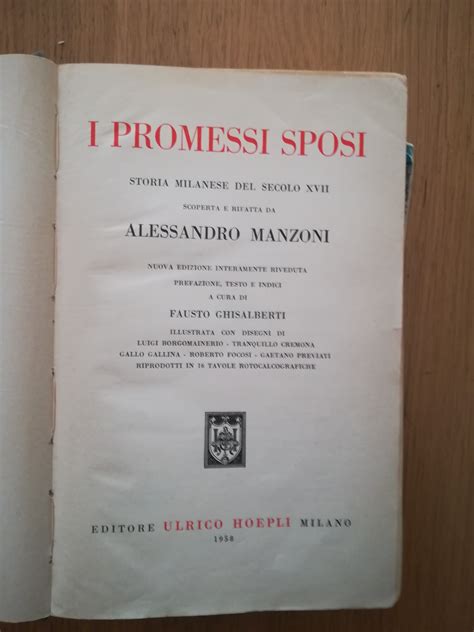 I PROMESSI SPOSI
STORIA MILANESE DEL SECOLO XVII
SCOPERTA E RIFATTA DA
ALESSANDRO MANZONI
NUOVA EDIZIONE INTERAMENTE RIVEDUTA
PREFAZIONE, TESTO E INDICI
A CURA DI
FAUSTO GHISALBERTI
ILLUSTRATA CON DISEGNI DI
LUIGI BORGOMAINERIO - TRANQUILLO CREMONA
GALLO GALLINA - ROBERTO FOCOSI - GAETANO PREVIATI
RIPRODOTTI IN 16 TAVOLE ROTOCALCOGRAFICHE
EDITORE ULRICO HOEPLI MILANO
1958